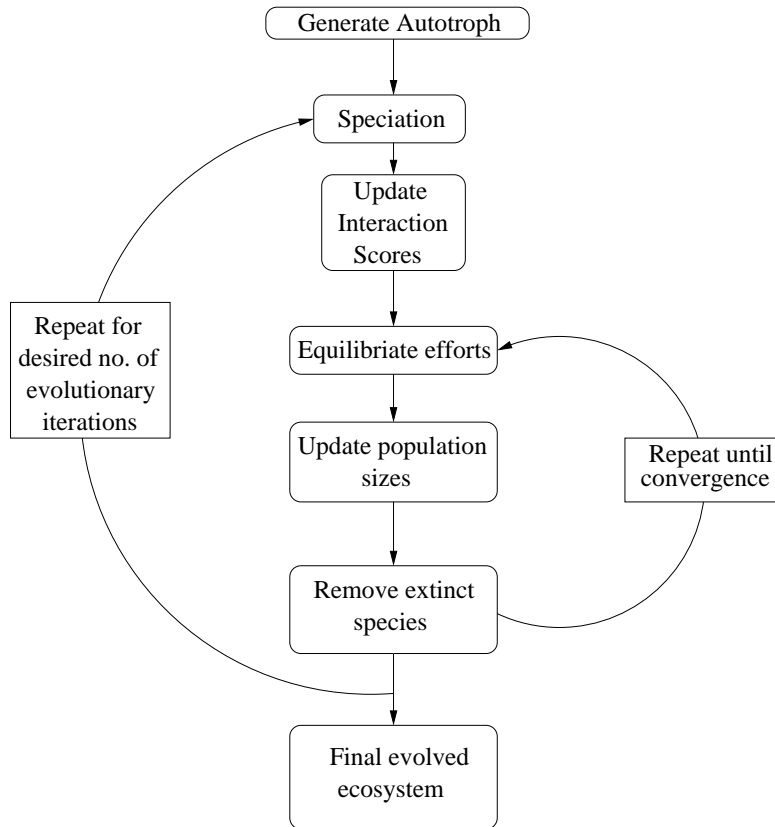 Generate Autotroph
Speciation
Update
Interaction
Scores
Equilibriate efforts
Repeat for
desired no. of
evolutionary
iterations
Update population
sizes
Repeat until
convergence
Remove extinct
species
Final evolved
ecosystem